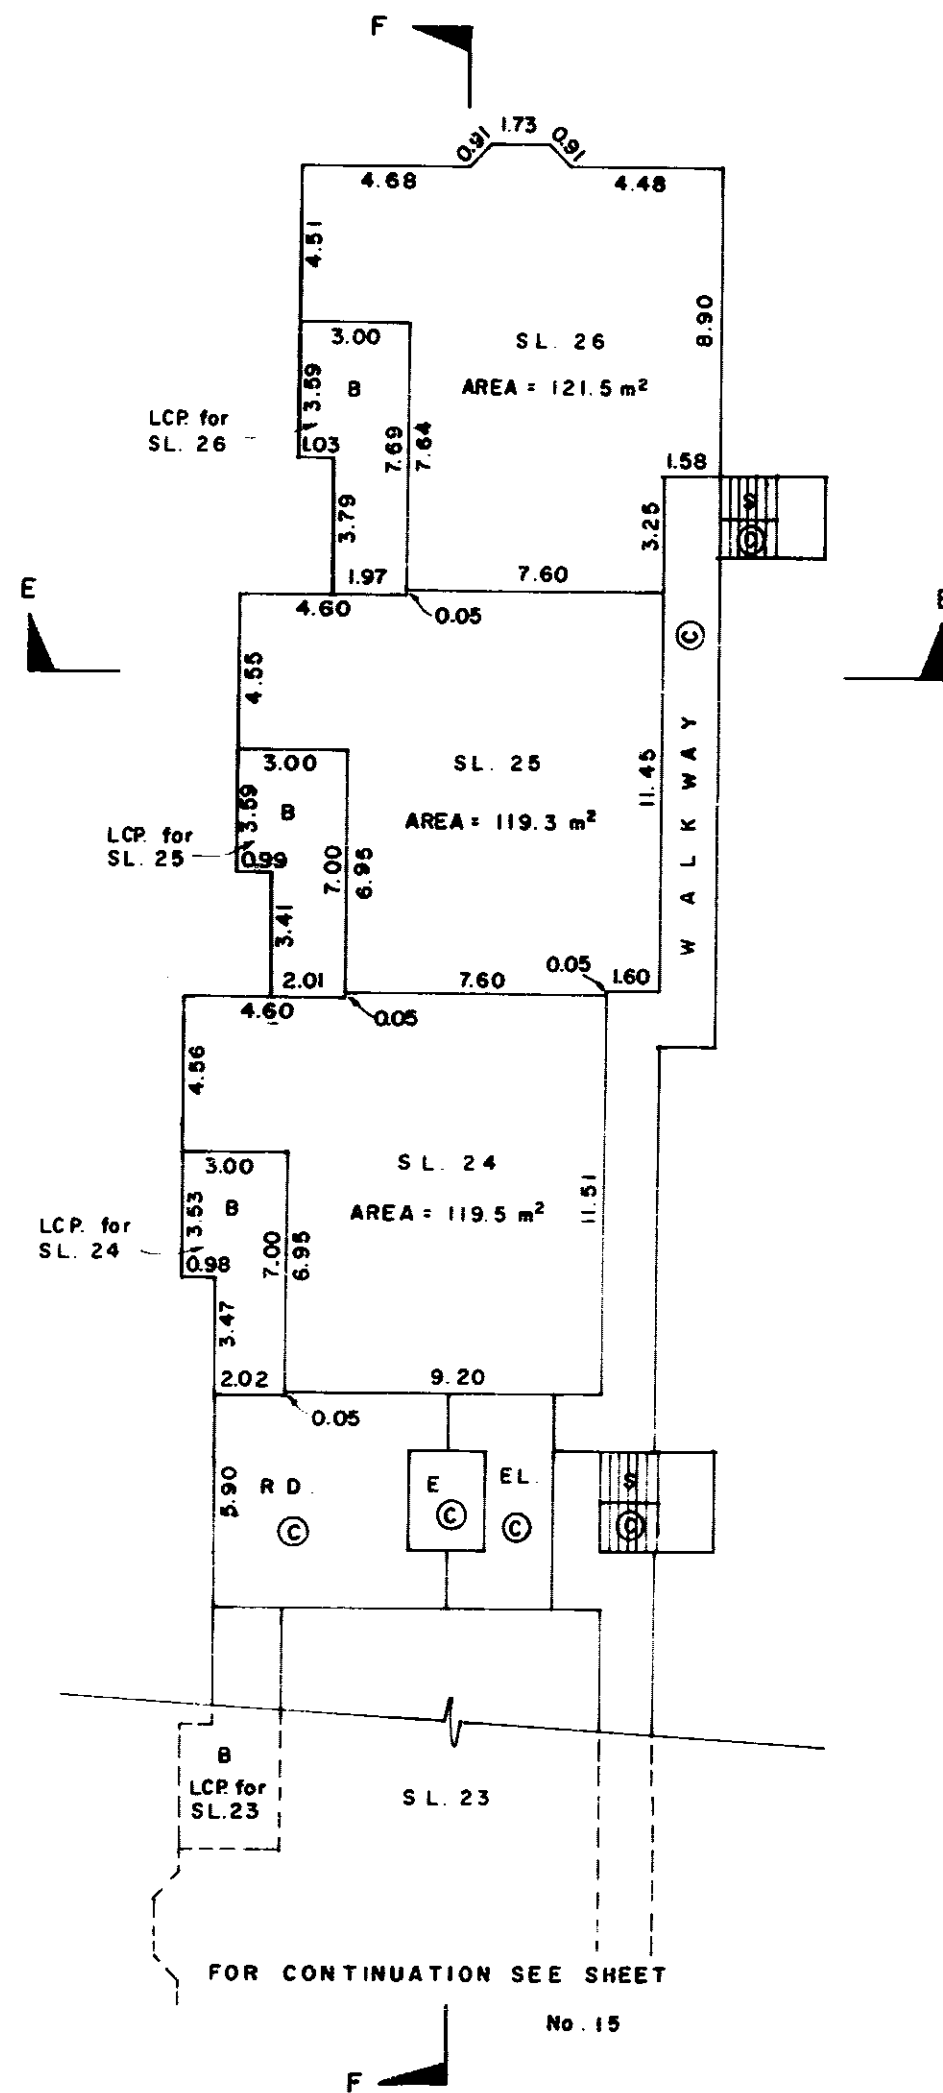 F
0.91 1.73 0.91
4.68 4.48
4.51
8.90
3.00
SL. 26
AREA = 121.5 m²
3.59
B
LCP. for
SL. 26
1.03
7.69
7.64
1.58
3.79
3.25
S
C
1.97
7.60
4.60
0.05
E
E
C
4.55
WALKWAY
3.00
SL. 25
AREA = 119.3 m²
11.45
3.59
B
LCP. for
SL. 25
0.99
7.00
6.95
3.41
2.01
7.60
0.05
1.60
4.60
0.05
4.56
3.00
SL. 24
AREA = 119.5 m²
11.51
3.53
B
LCP. for
SL. 24
0.98
7.00
6.95
3.47
2.02
9.20
0.05
5.90
RD.
C
E
C
EL.
C
S
C
B
LCP. for
SL. 23
SL. 23
FOR CONTINUATION SEE SHEET
No. 15
F